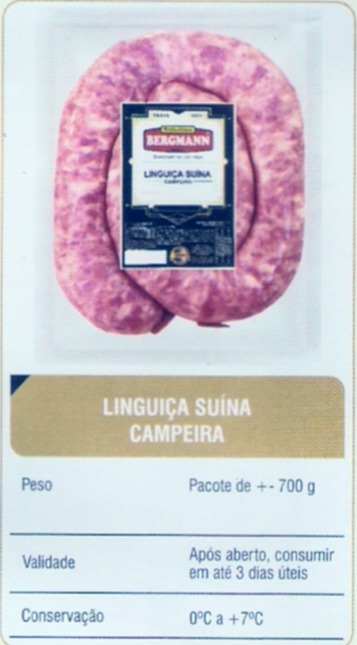 BERGMANN
LINGUIÇA SUÍNA
CAMPEIRA
LINGUIÇA SUÍNA
CAMPEIRA
Peso
Pacote de +- 700 g
Validade
Após aberto, consumir
em até 3 dias úteis
Conservação
0ºC a +7ºC